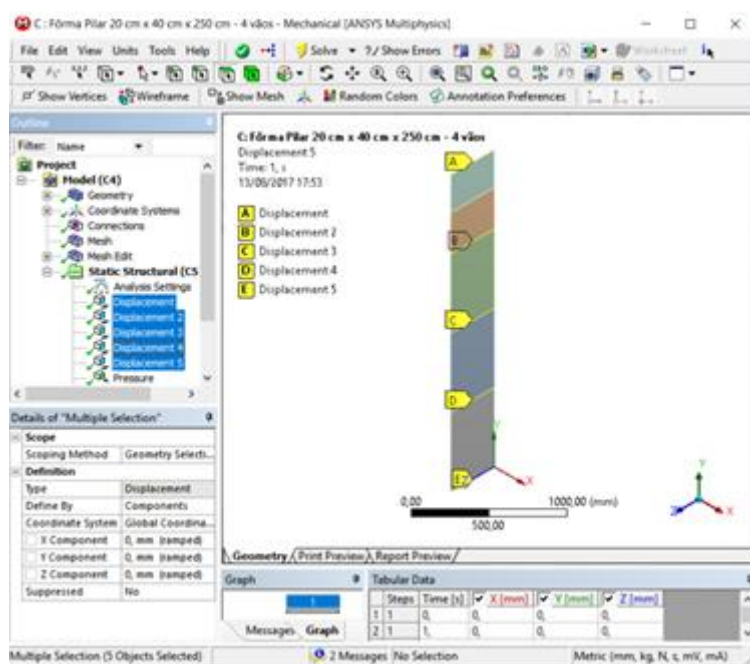 C : Fôrma Pilar 20 cm x 40 cm x 250 cm - 4 vãos - Mechanical [ANSYS Multiphysics]
File Edit View Units Tools Help Solve ?/ Show Errors Worksheet
Show Vertices Wireframe Show Mesh Random Colors Annotation Preferences
Outline
Filter: Name
Project
Model (C4)
Geometry
Coordinate Systems
Connections
Mesh
Mesh Edit
Static Structural (C5
Analysis Settings
Displacement
Displacement 2
Displacement 3
Displacement 4
Displacement 5
Pressure
Details of "Multiple Selection"
Scope
Scoping Method Geometry Selecti...
Definition
Type Displacement
Define By Components
Coordinate System Global Coordina...
X Component 0, mm (ramped)
Y Component 0, mm (ramped)
Z Component 0, mm (ramped)
Suppressed No
C: Fôrma Pilar 20 cm x 40 cm x 250 cm - 4 vãos
Displacement 5
Time: 1, s
13/06/2017 17:53
A Displacement
B Displacement 2
C Displacement 3
D Displacement 4
E Displacement 5
A
B
C
D
E
Y
Z
X
Y
Z
X
0,00 1000,00 (mm)
500,00
Geometry Print Preview Report Preview
Graph
1
Messages Graph
Tabular Data
Steps Time [s] X [mm] Y [mm] Z [mm]
1 1 0, 0, 0, 0,
2 1 1, 0, 0, 0,
Multiple Selection (5 Objects Selected) 2 Messages No Selection Metric (mm, kg, N, s, mV, mA)